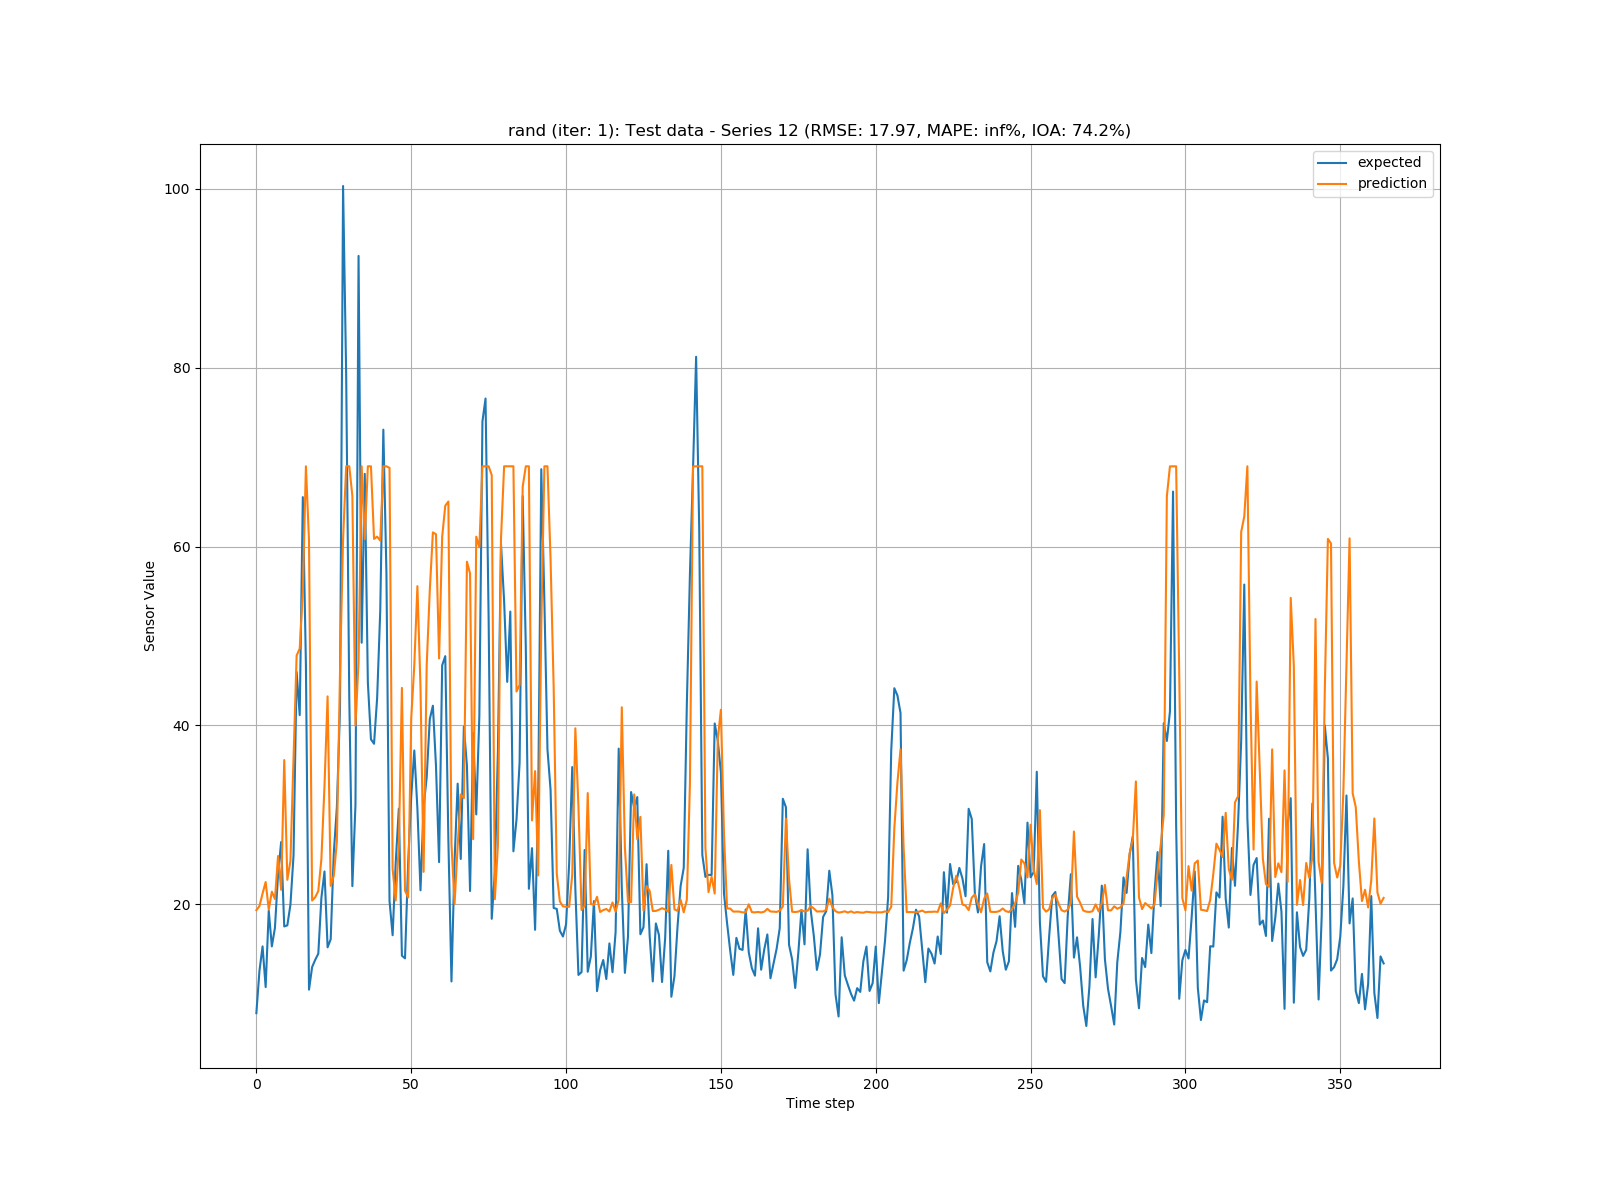 rand (iter: 1): Test data - Series 12 (RMSE: 17.97, MAPE: inf%, IOA: 74.2%)
expected
prediction
100
80
60
40
20
Sensor Value
0 50 100 150 200 250 300 350
Time step